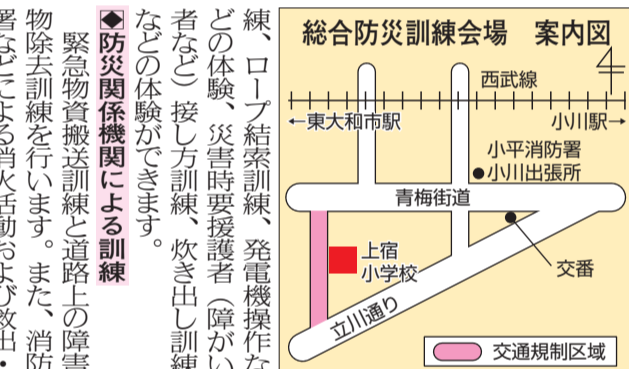 練、ロープ結索訓練、発電機操作な
どの体験、災害時要援護者（障がい
者など）接し方訓練、炊き出し訓練
などの体験ができます。
◆防災関係機関による訓練
緊急物資搬送訓練と道路上の障害
物除去訓練を行います。また、消防
署などによる消火活動および救出・
総合防災訓練会場 案内図
4
西武線
←東大和市駅
小川駅→
小平消防署
小川出張所
青梅街道
上宿
小学校
交番
立川通り
交通規制区域